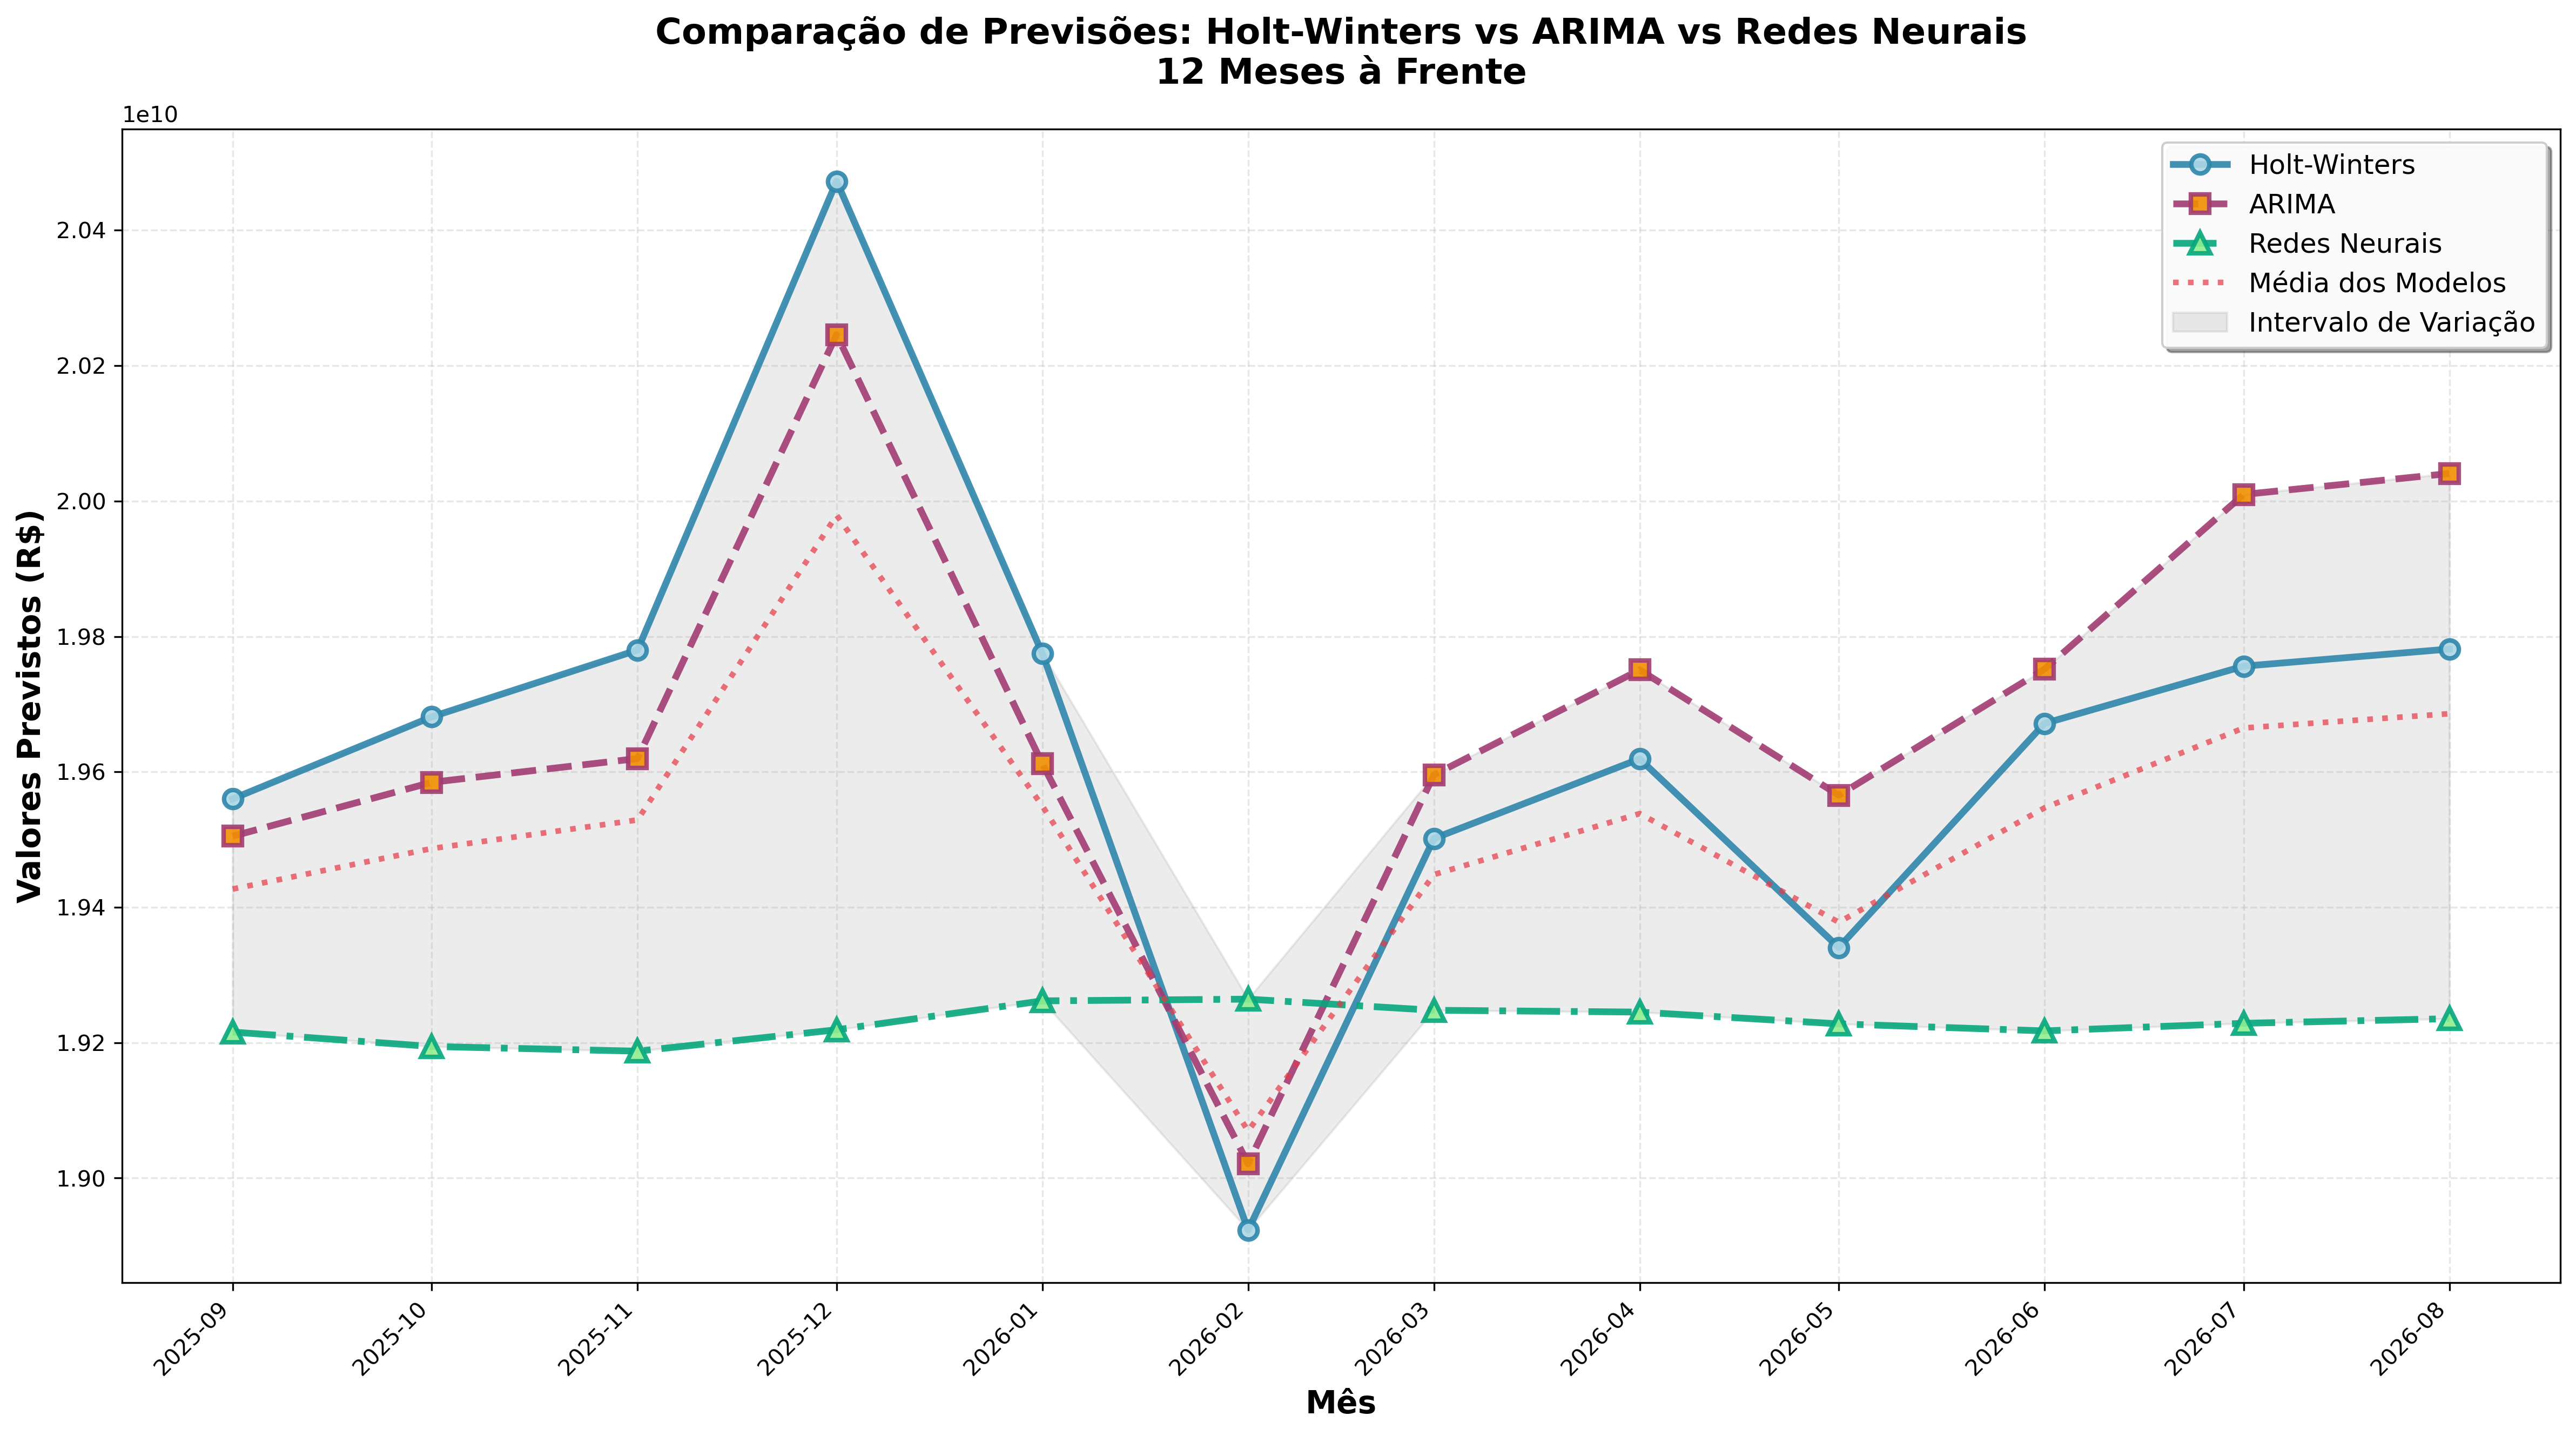 Comparação de Previsões: Holt-Winters vs ARIMA vs Redes Neurais
12 Meses à Frente
1e10
Holt-Winters
ARIMA
Redes Neurais
Média dos Modelos
Intervalo de Variação
Valores Previstos (R$)
2.04
2.02
2.00
1.98
1.96
1.94
1.92
1.90
2025-09
2025-10
2025-11
2025-12
2026-01
2026-02
2026-03
2026-04
2026-05
2026-06
2026-07
2026-08
Mês